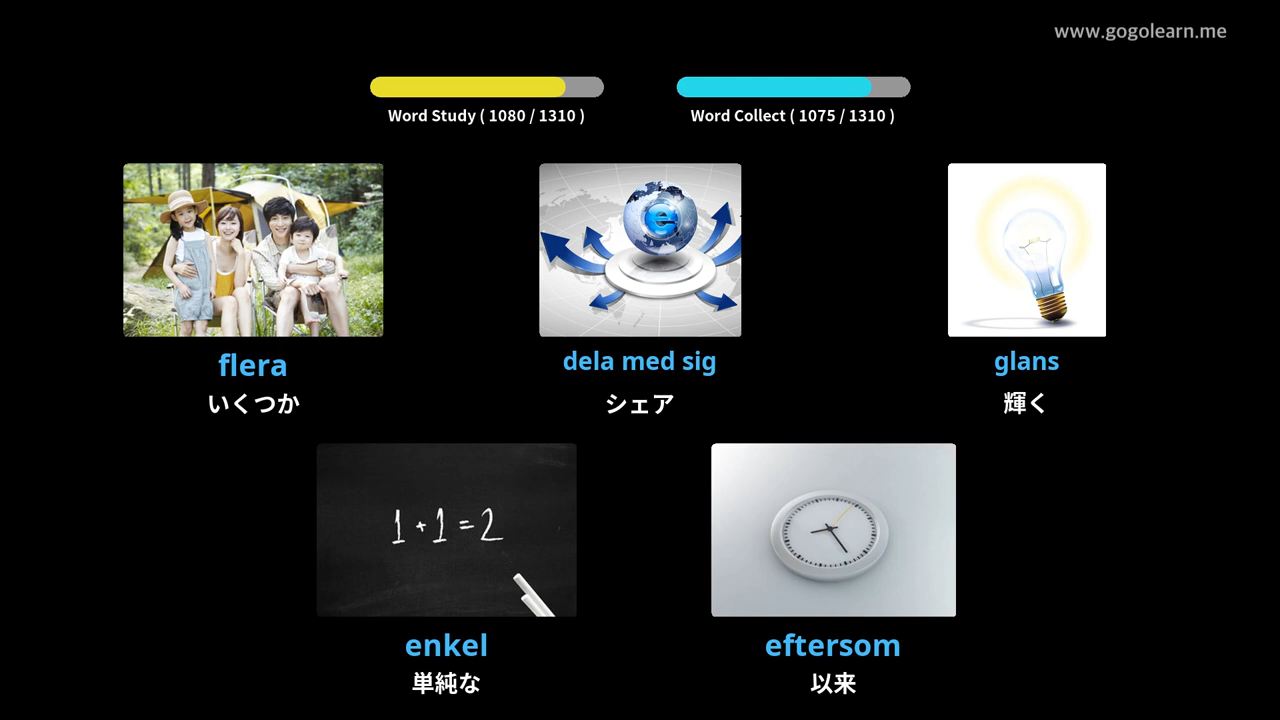 www.gogolearn.me
Word Study ( 1080 / 1310 )
Word Collect ( 1075 / 1310 )
e
flera
いくつか
dela med sig
シェア
glans
輝く
1+1=2
enkel
単純な
eftersom
以来